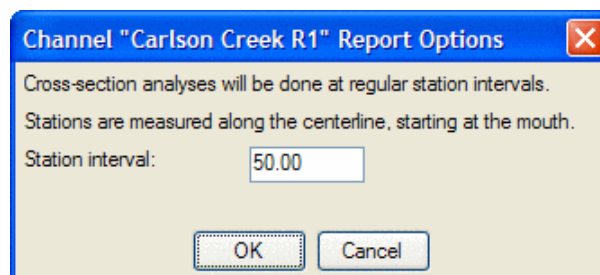 Channel "Carlson Creek R1" Report Options
Cross-section analyses will be done at regular station intervals.
Stations are measured along the centerline, starting at the mouth.
Station interval: 50.00
OK Cancel